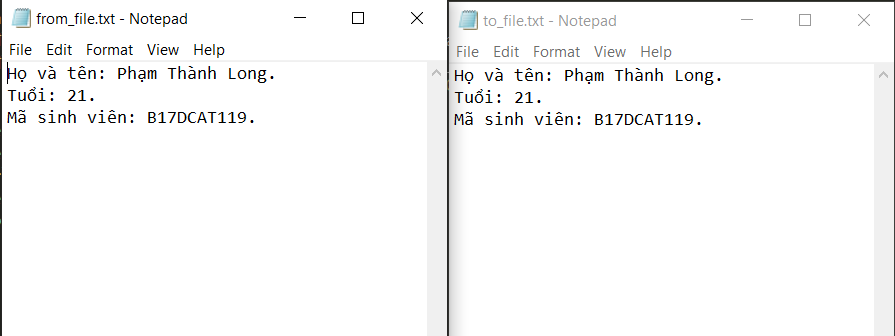 from_file.txt - Notepad
File Edit Format View Help
Họ và tên: Phạm Thành Long.
Tuổi: 21.
Mã sinh viên: B17DCAT119.
to_file.txt - Notepad
File Edit Format View Help
Họ và tên: Phạm Thành Long.
Tuổi: 21.
Mã sinh viên: B17DCAT119.